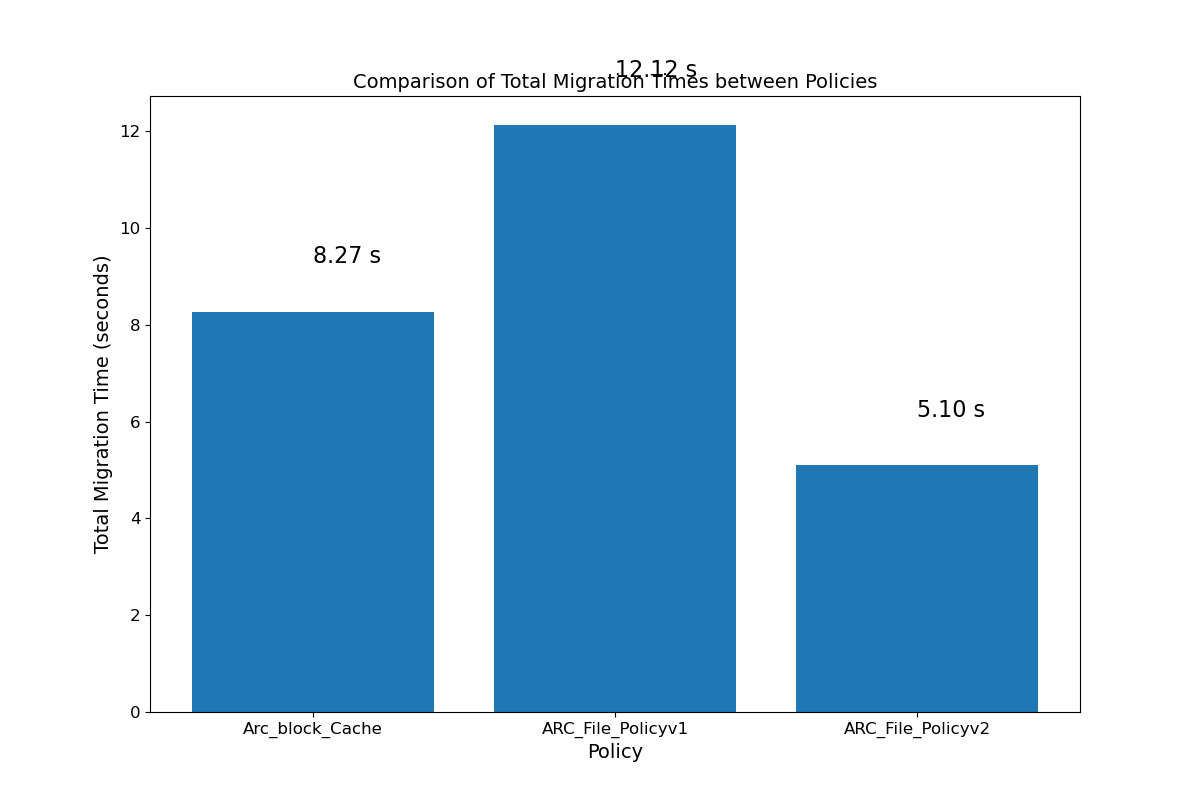 12.12 s
Comparison of Total Migration Times between Policies
12
10
8.27 s
8
6
5.10 s
4
2
0
Total Migration Time (seconds)
Arc_block_Cache
ARC_File_Policyv1
ARC_File_Policyv2
Policy